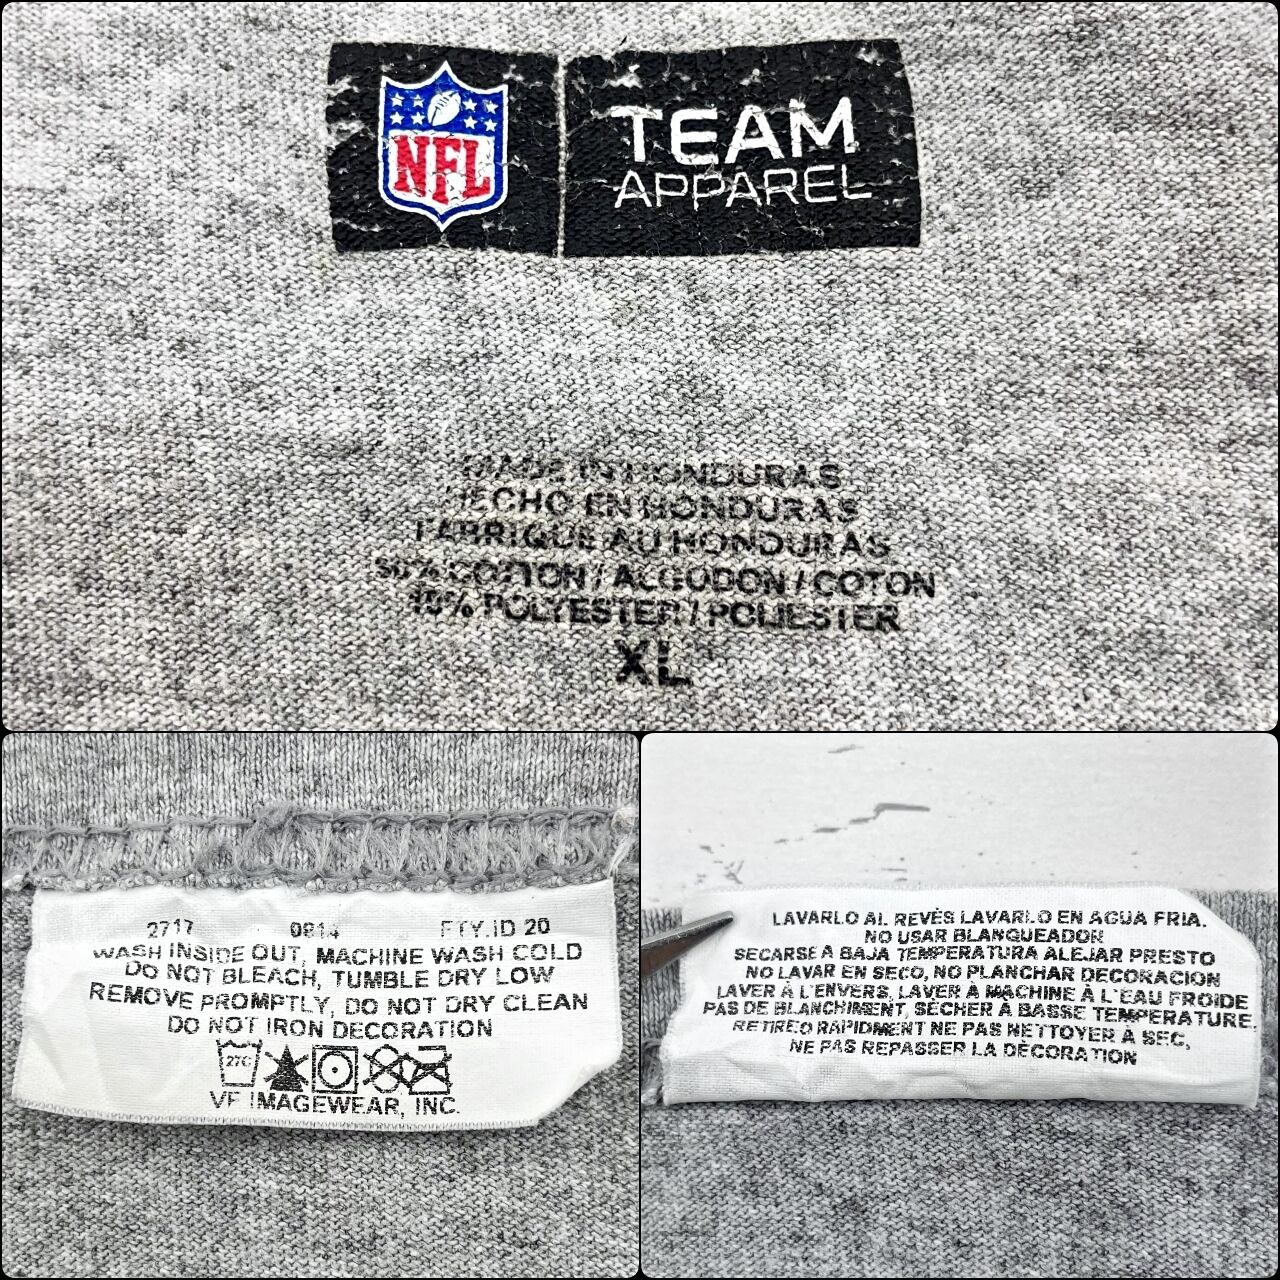 NFL
TEAM
APPAREL
MADE IN HONDURAS
HECHO EN HONDURAS
FABRIQUE AU HONDURAS
COTTON / ALGODON / COTON
10% POLYESTER / POLIESTER
XL
2717 0814 FTY.ID 20
WASH INSIDE OUT, MACHINE WASH COLD
DO NOT BLEACH, TUMBLE DRY LOW
REMOVE PROMPTLY, DO NOT DRY CLEAN
DO NOT IRON DECORATION
27C
VF IMAGEWEAR, INC.
LAVARLO AL REVÉS LAVARLO EN AGUA FRIA.
NO USAR BLANQUEADOR
SECARSE A BAJA TEMPERATURA ALEJAR PRESTO
NO LAVAR EN SECO, NO PLANCHAR DECORACION
LAVER À L'ENVERS, LAVER À MACHINE À L'EAU FROIDE
PAS DE BLANCHIMENT, SÉCHER A BASSE TEMPERATURE.
RETIREO RAPIDMENT NE PAS NETTOYER À SEC,
NE PAS REPASSER LA DÉCORATION